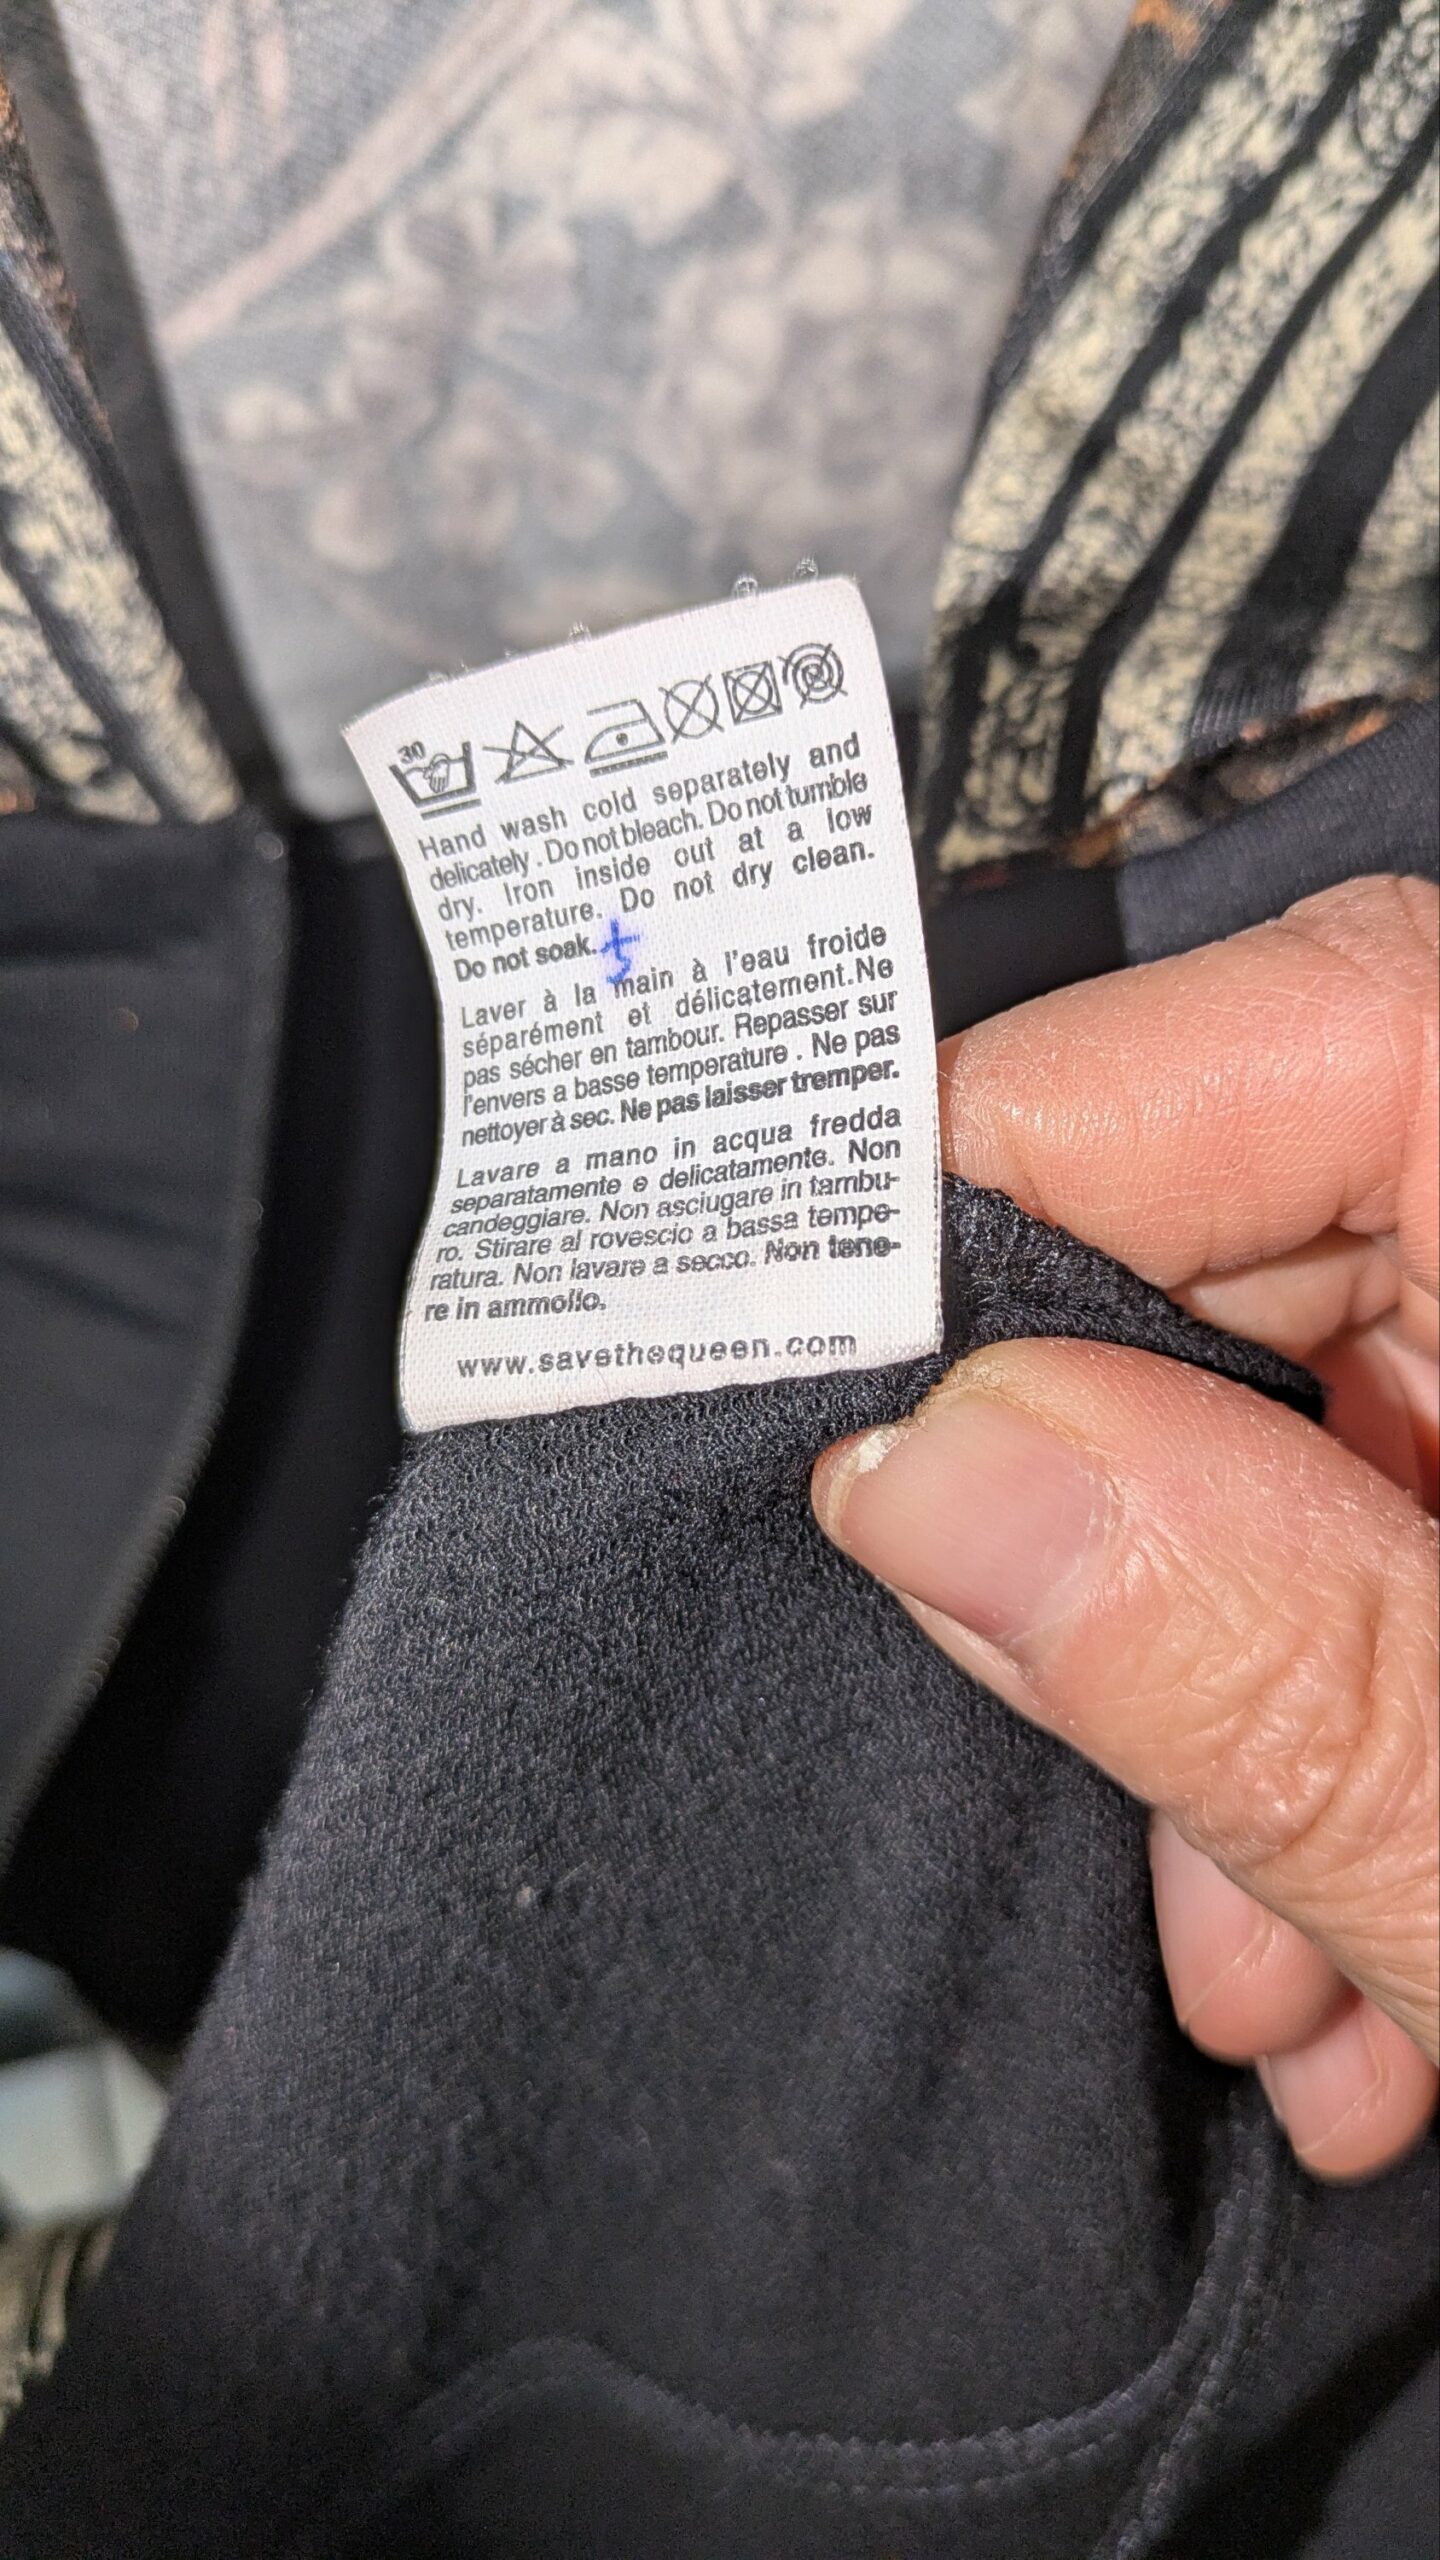 30
Hand wash cold separately and
delicately . Do not bleach. Do not tumble
dry. Iron inside out at a low
temperature. Do not dry clean.
Do not soak.
Laver à la main à l'eau froide
séparément et délicatement.Ne
pas sécher en tambour. Repasser sur
l'envers a basse temperature . Ne pas
nettoyer à sec. Ne pas laisser tremper.
Lavare a mano in acqua fredda
separatamente e delicatamente. Non
candeggiare. Non asciugare in tambu-
ro. Stirare al rovescio a bassa tempe-
ratura. Non lavare a secco. Non tene-
re in ammollo.
www.savethequeen.com